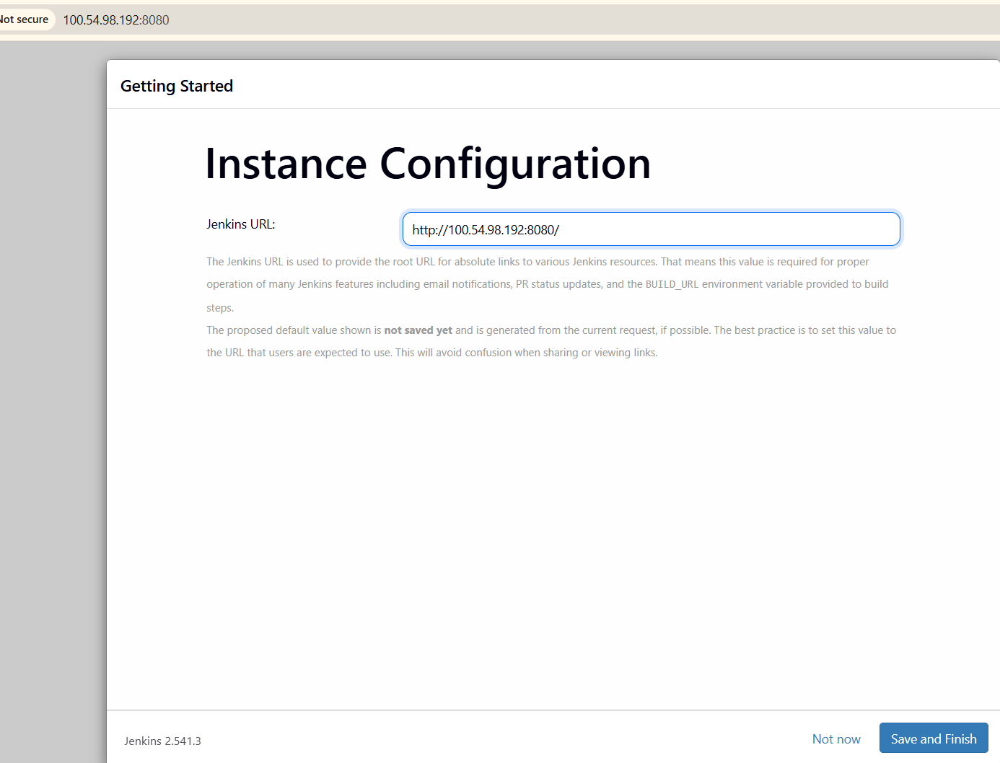 Not secure
100.54.98.192:8080
Getting Started
Instance Configuration
Jenkins URL:
http://100.54.98.192:8080/
The Jenkins URL is used to provide the root URL for absolute links to various Jenkins resources. That means this value is required for proper
operation of many Jenkins features including email notifications, PR status updates, and the BUILD_URL environment variable provided to build
steps.
The proposed default value shown is not saved yet and is generated from the current request, if possible. The best practice is to set this value to
the URL that users are expected to use. This will avoid confusion when sharing or viewing links.
Jenkins 2.541.3
Not now
Save and Finish